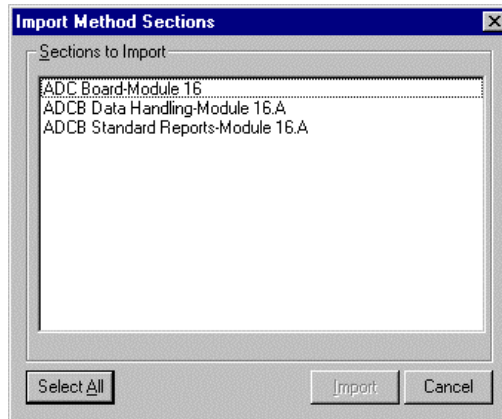 Import Method Sections
Sections to Import
ADC Board-Module 16
ADCB Data Handling-Module 16.A
ADCB Standard Reports-Module 16.A
Select All Import Cancel